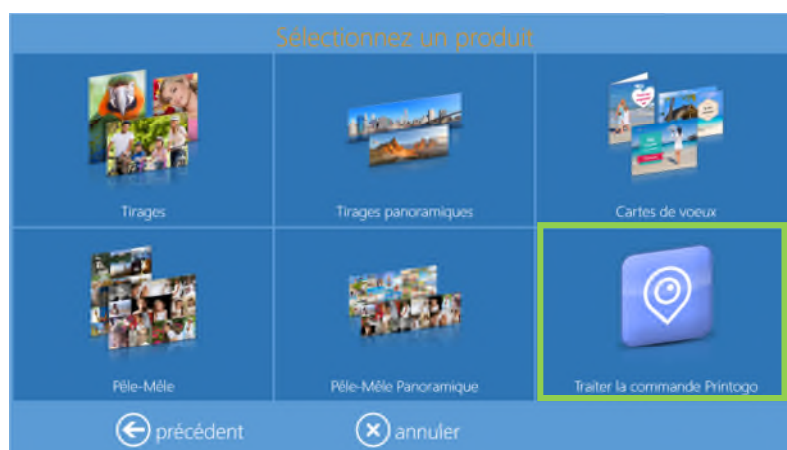 Sélectionnez un produit
Tirages
Tirages panoramiques
Cartes de voeux
Pêle-Mêle
Pêle-Mêle Panoramique
Traiter la commande Printogo
précédent
annuler